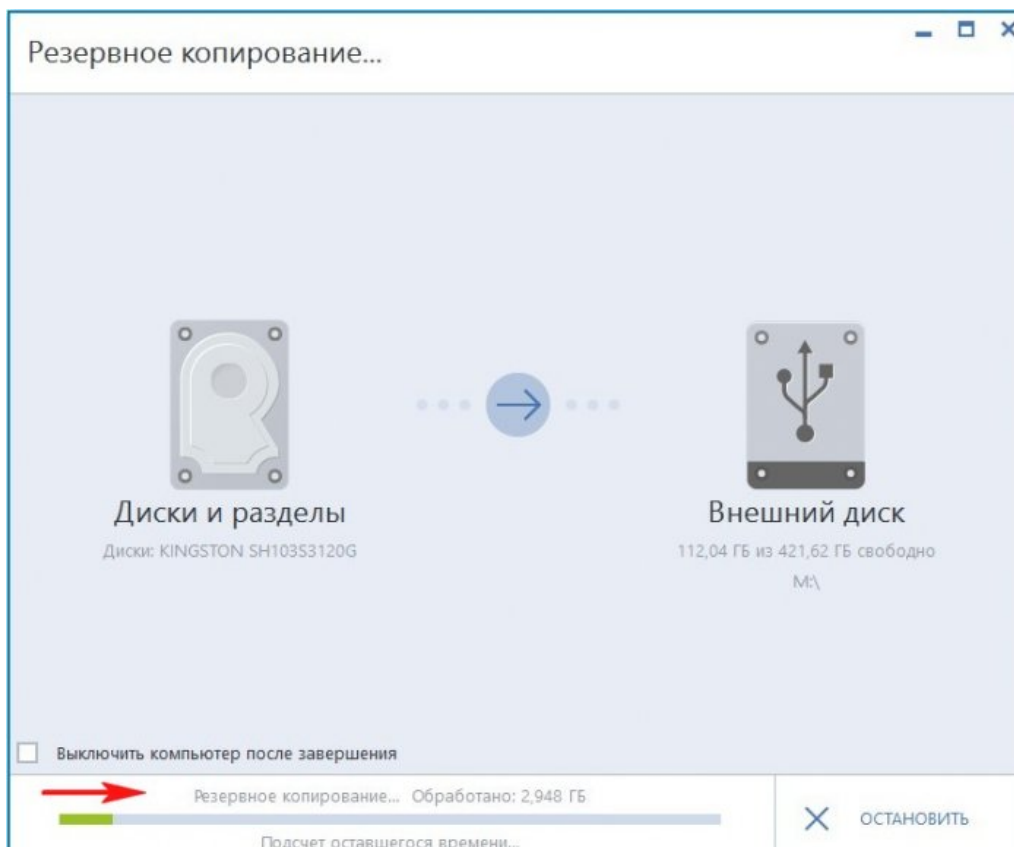 Резервное копирование...
Диски и разделы
Диски: KINGSTON SH103S3120G
Внешний диск
112,04 ГБ из 421,62 ГБ свободно
M:\
Выключить компьютер после завершения
Резервное копирование... Обработано: 2,948 ГБ
Подсчет оставшегося времени...
ОСТАНОВИТЬ